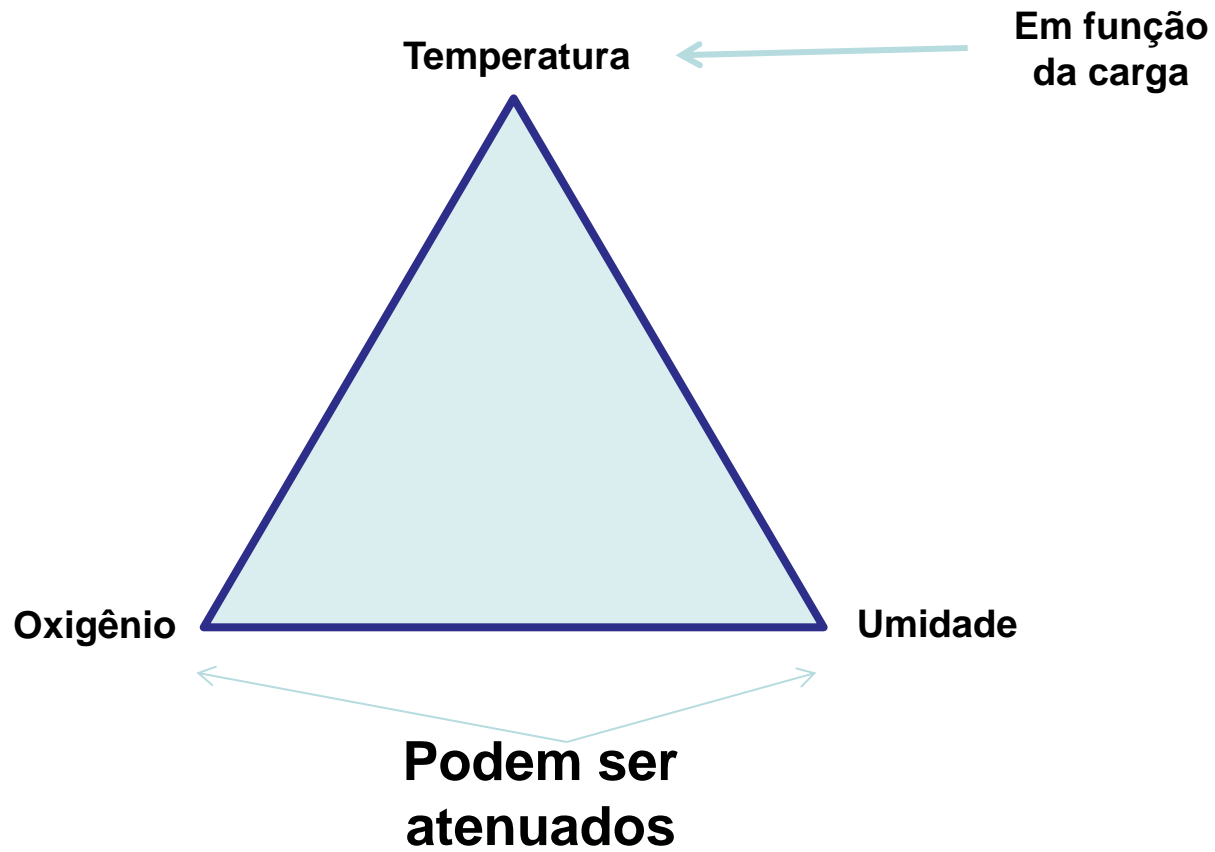 Temperatura
Em função
da carga
Oxigênio
Umidade
Podem ser
atenuados